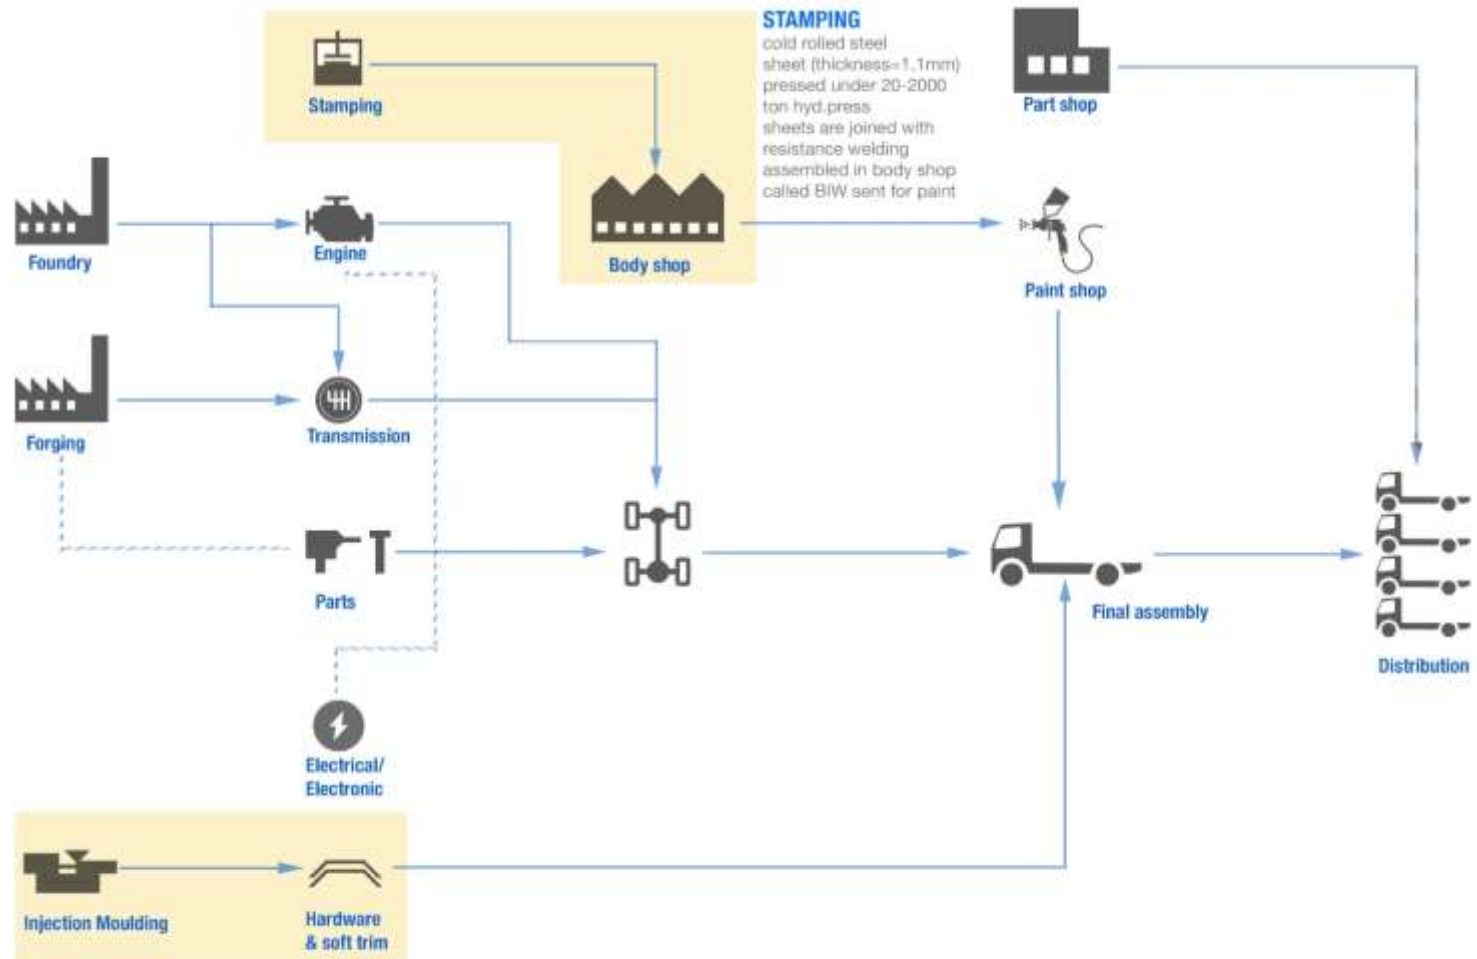 STAMPING
cold rolled steel
sheet (thickness=1.1mm)
pressed under 20-2000
ton hyd.press
sheets are joined with
resistance welding
assembled in body shop
called BIW sent for paint
Stamping
Part shop
Foundry
Engine
Body shop
Paint shop
Forging
Transmission
Parts
Final assembly
Distribution
Electrical/
Electronic
Injection Moulding
Hardware
& soft trim